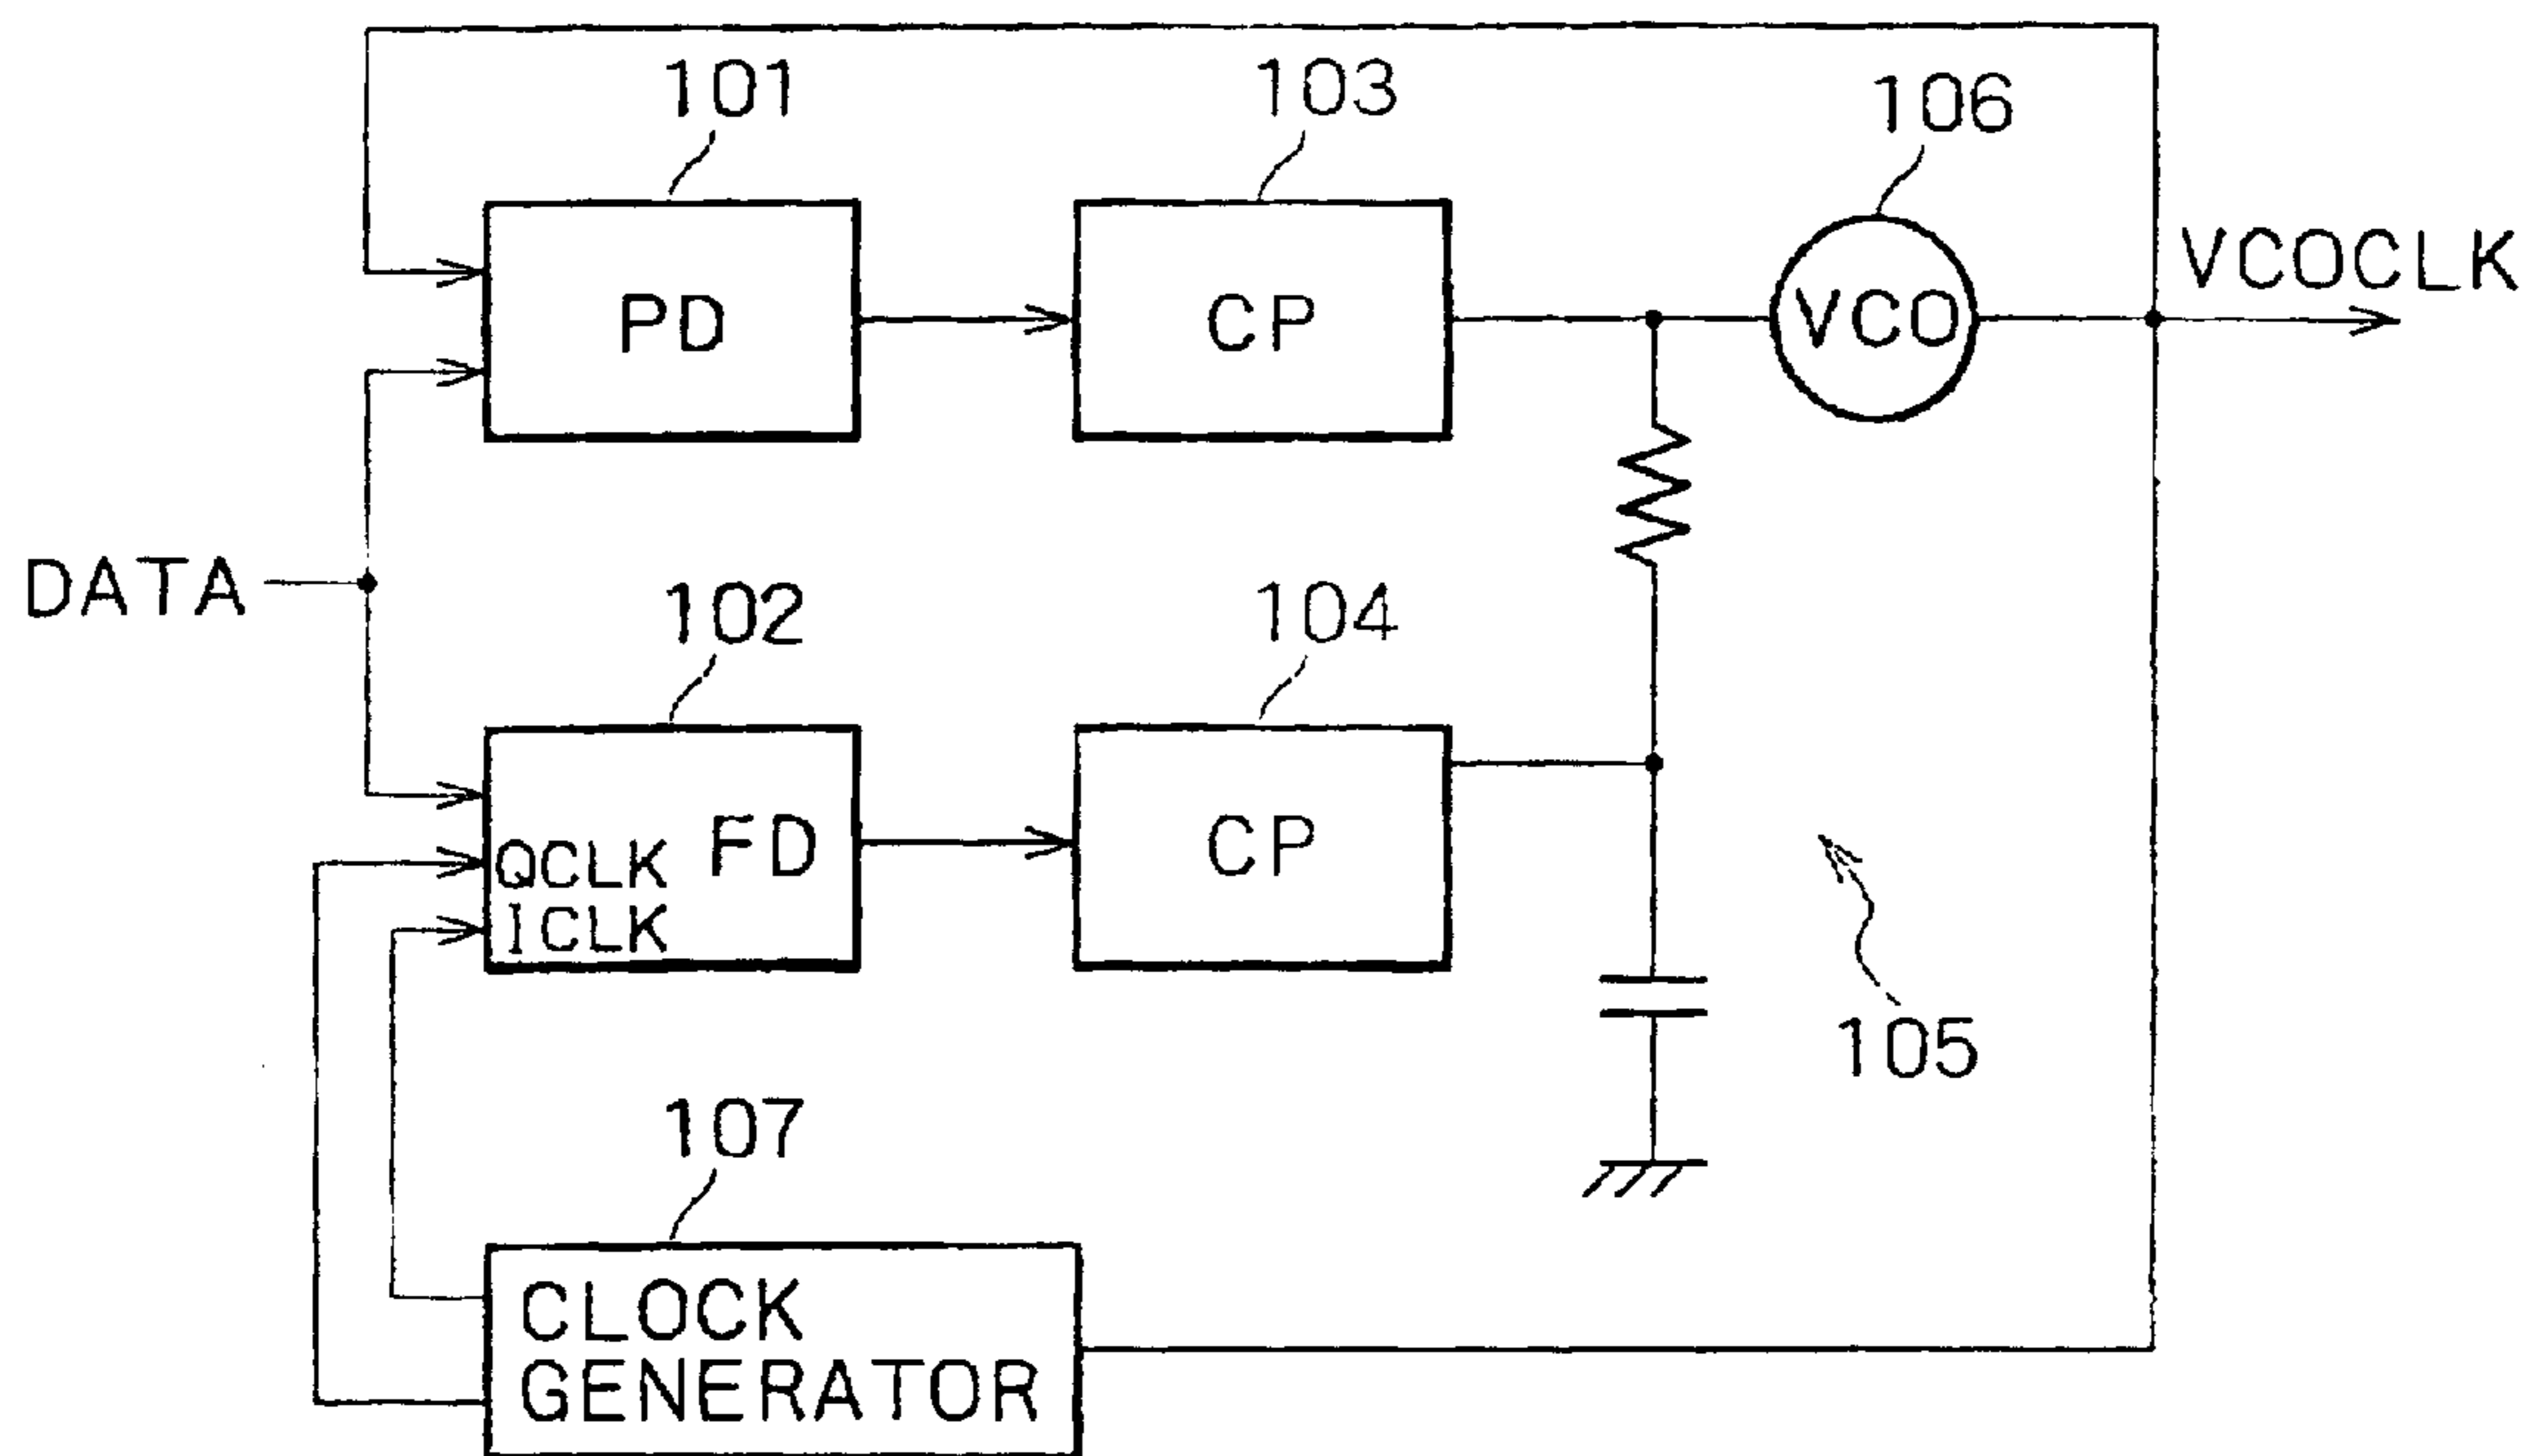 101
103
106
VCOCLK
PD
CP
VCO
DATA
102
104
QCLK
FD
ICLK
CP
105
107
CLOCK
GENERATOR